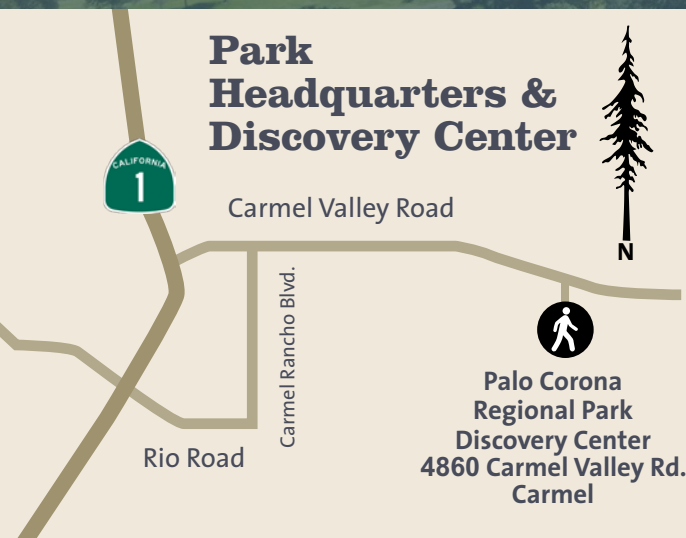 Park
Headquarters &
Discovery Center
CALIFORNIA
1
Carmel Valley Road
N
Carmel Rancho Blvd.
Rio Road
Palo Corona
Regional Park
Discovery Center
4860 Carmel Valley Rd.
Carmel